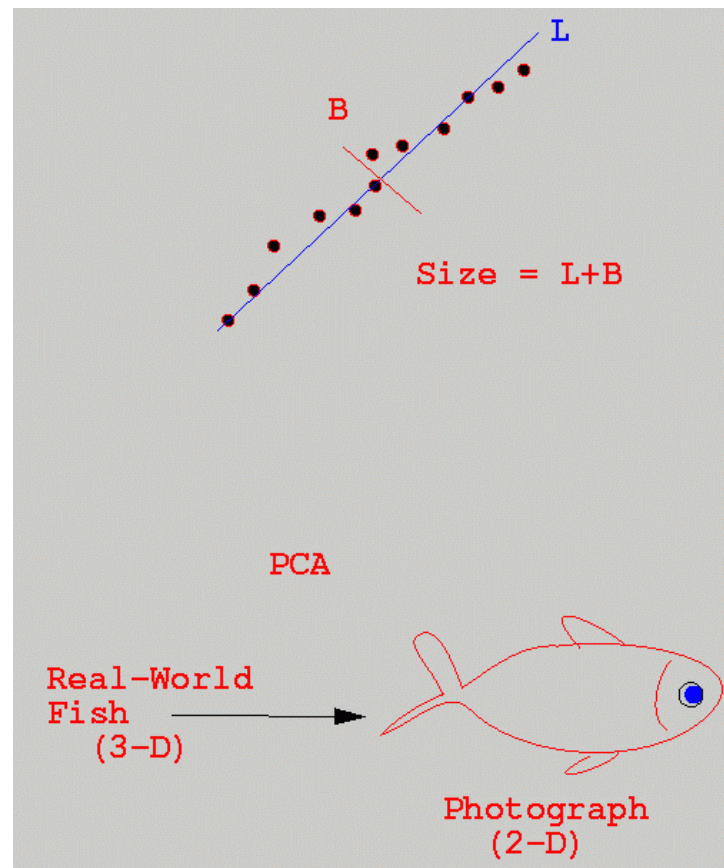 L
B
Size = L+B
PCA
Real-World
Fish
(3-D)
Photograph
(2-D)